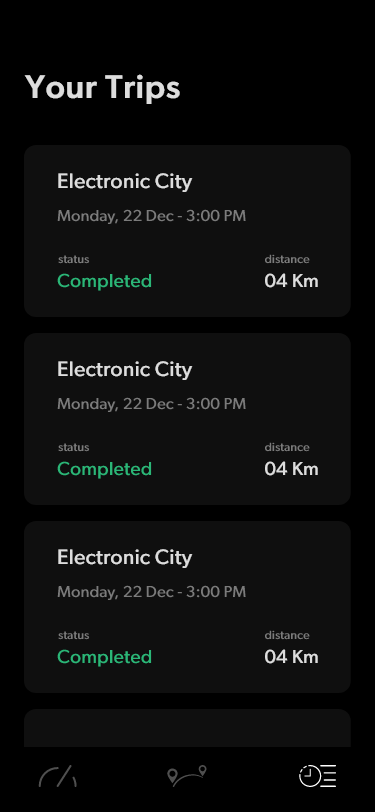 Your Trips
Electronic City
Monday, 22 Dec - 3:00 PM
status distance
Completed 04 Km
Electronic City
Monday, 22 Dec - 3:00 PM
status distance
Completed 04 Km
Electronic City
Monday, 22 Dec - 3:00 PM
status distance
Completed 04 Km